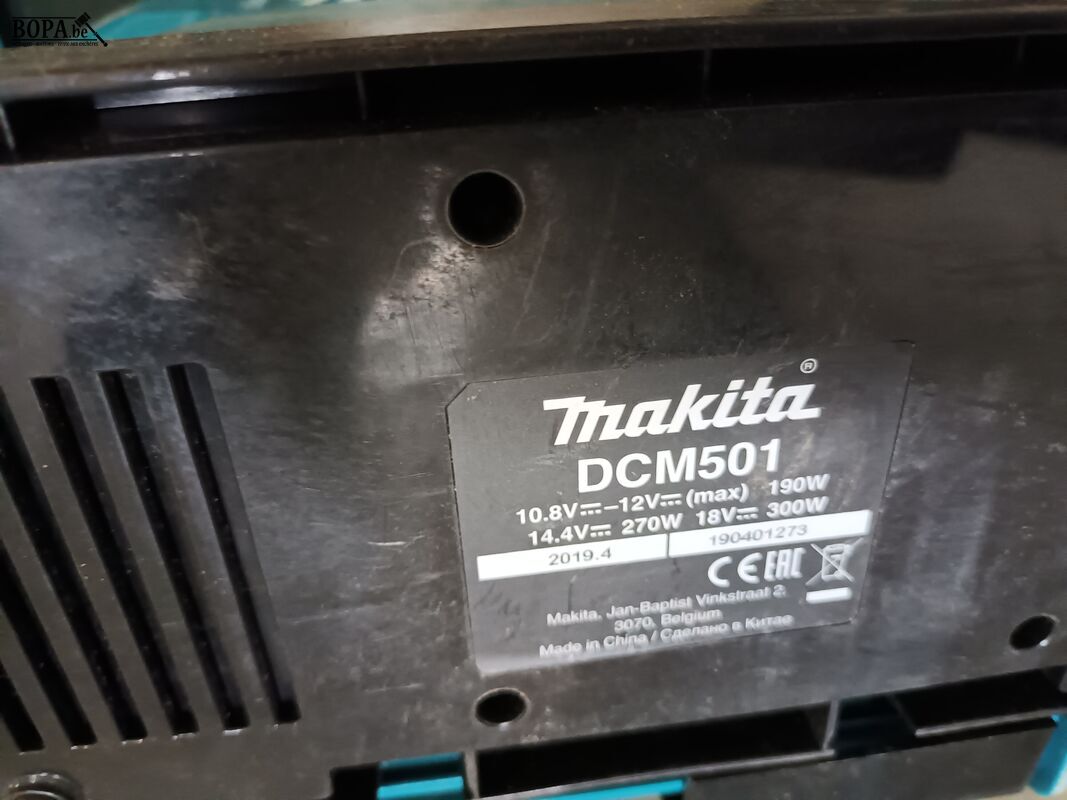 BOPA.be
makita®
DCM501
10.8V⎓–12V⎓(max) 190W
14.4V⎓ 270W 18V⎓ 300W
2019.4 190401273
CE EAC
Makita, Jan-Baptist Vinkstraat 2,
3070, Belgium
Made in China / Сделано в Китае